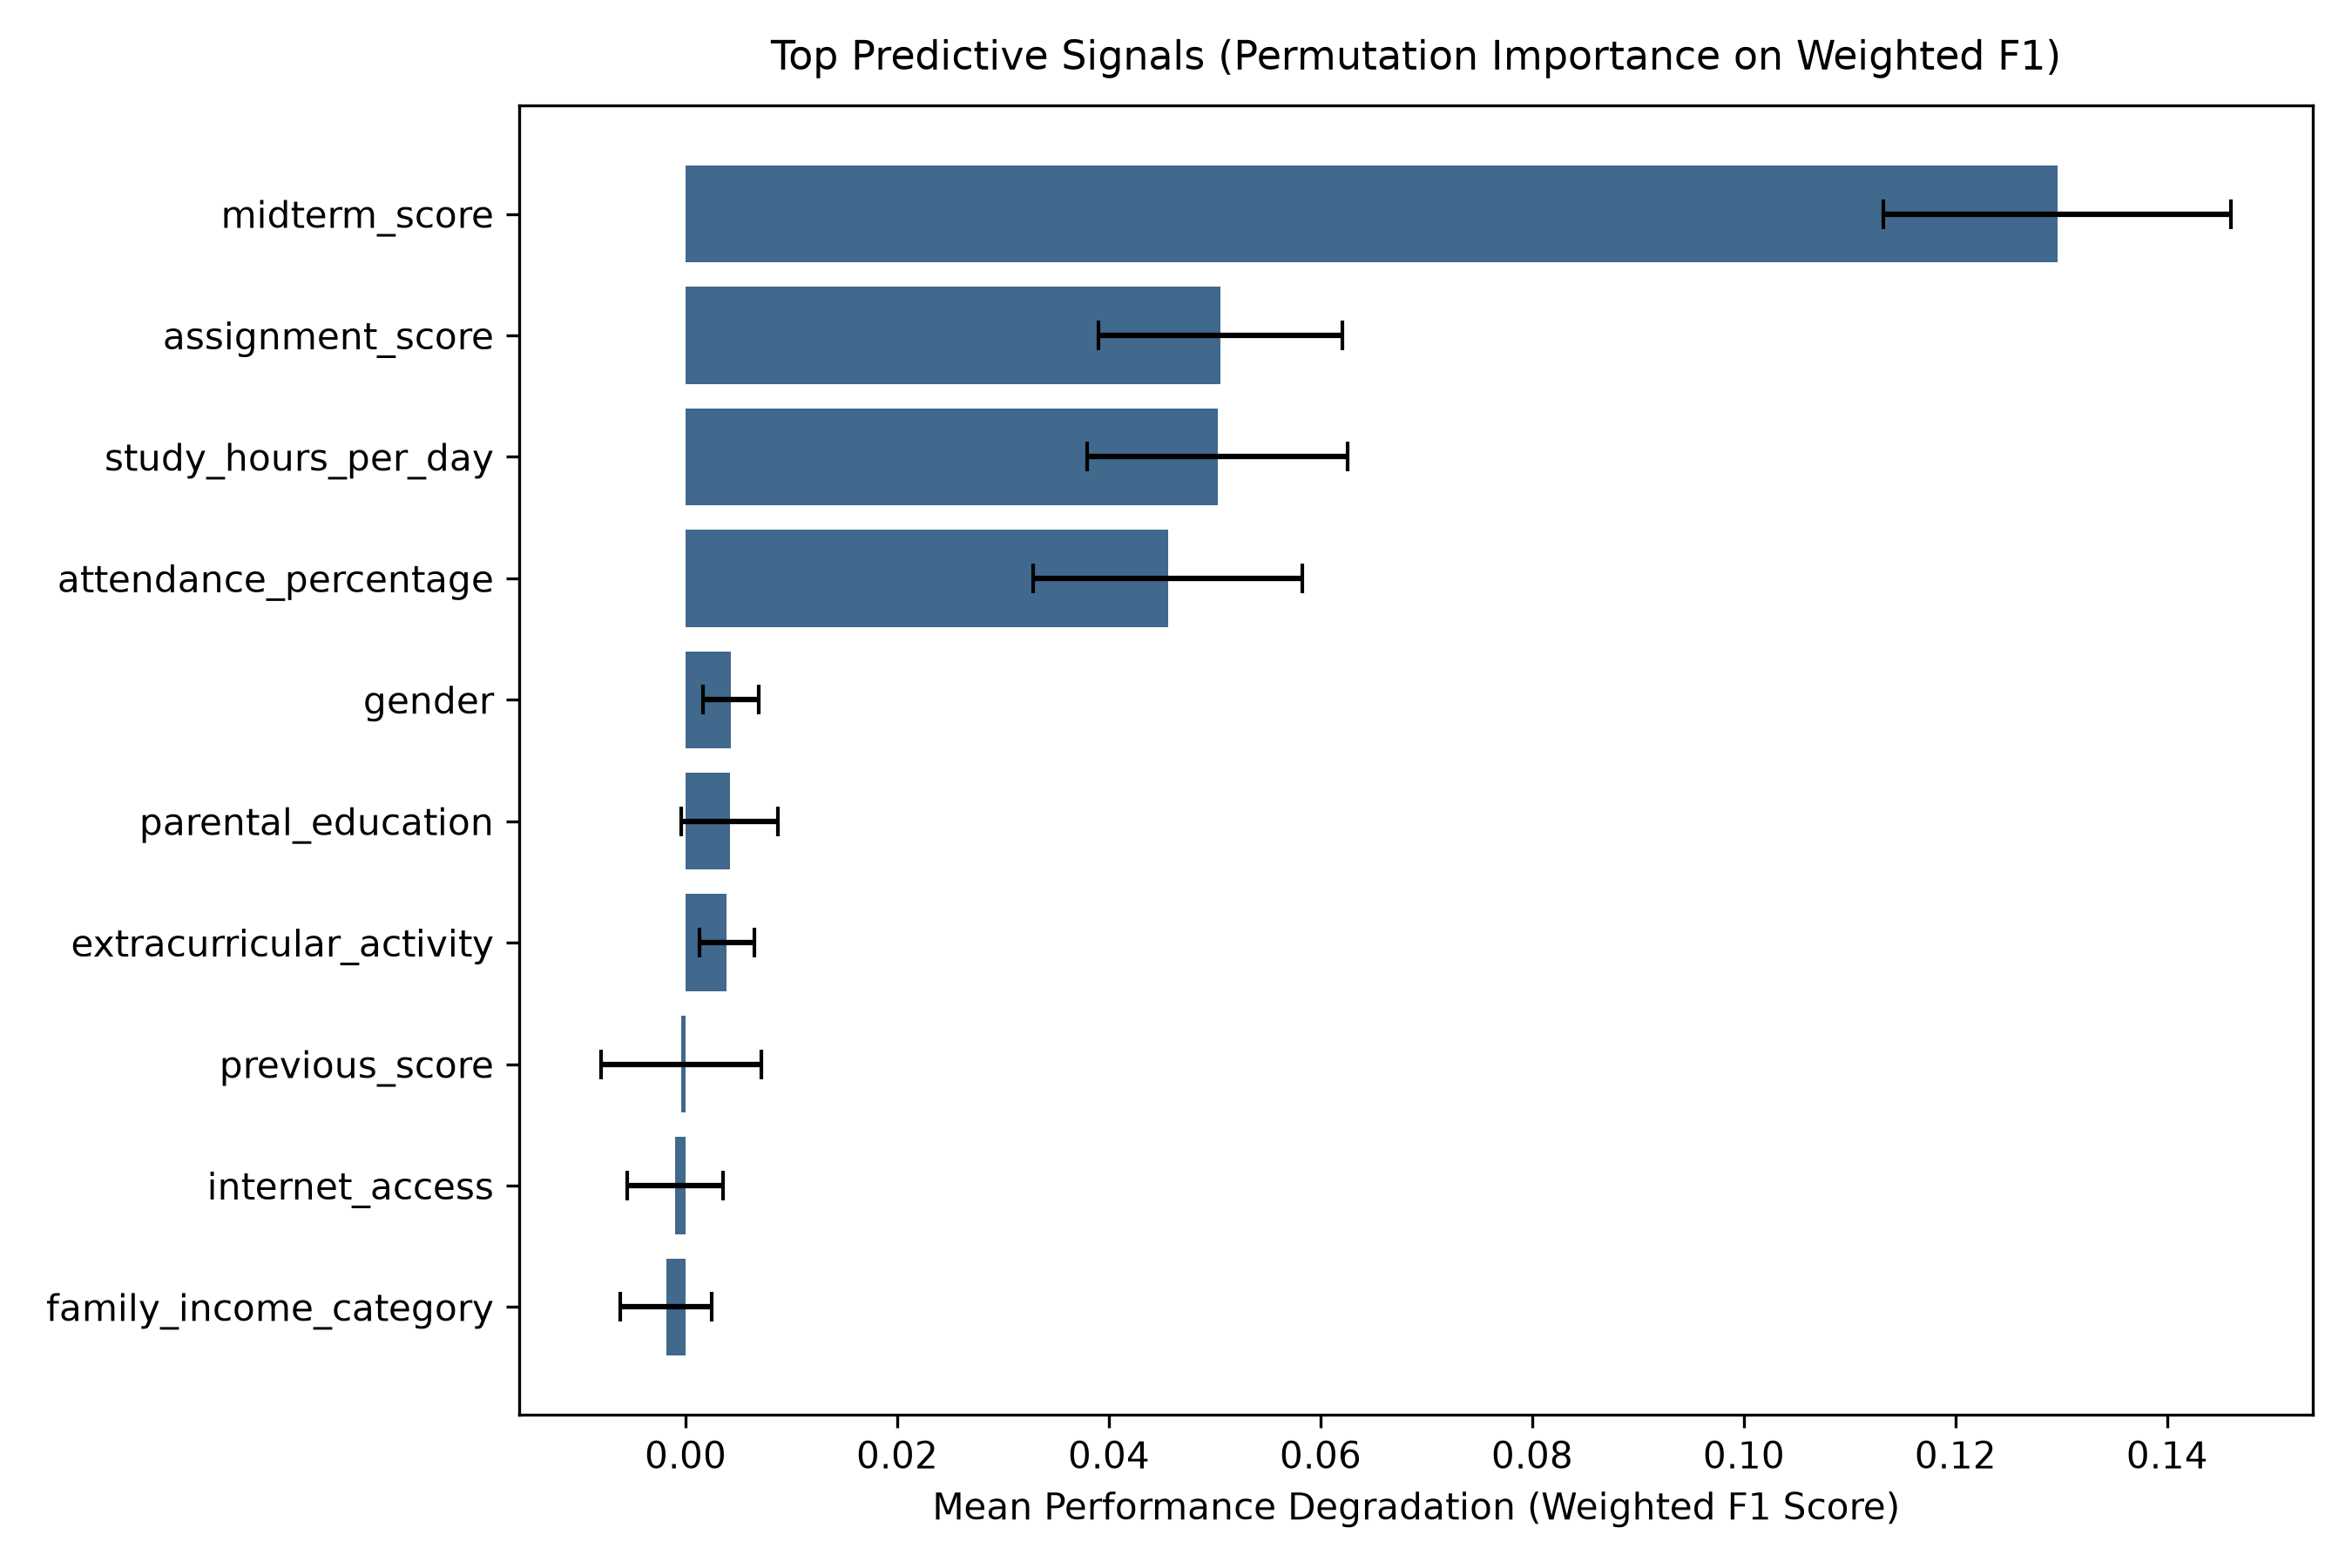 Top Predictive Signals (Permutation Importance on Weighted F1)
midterm_score
assignment_score
study_hours_per_day
attendance_percentage
gender
parental_education
extracurricular_activity
previous_score
internet_access
family_income_category
0.00 0.02 0.04 0.06 0.08 0.10 0.12 0.14
Mean Performance Degradation (Weighted F1 Score)